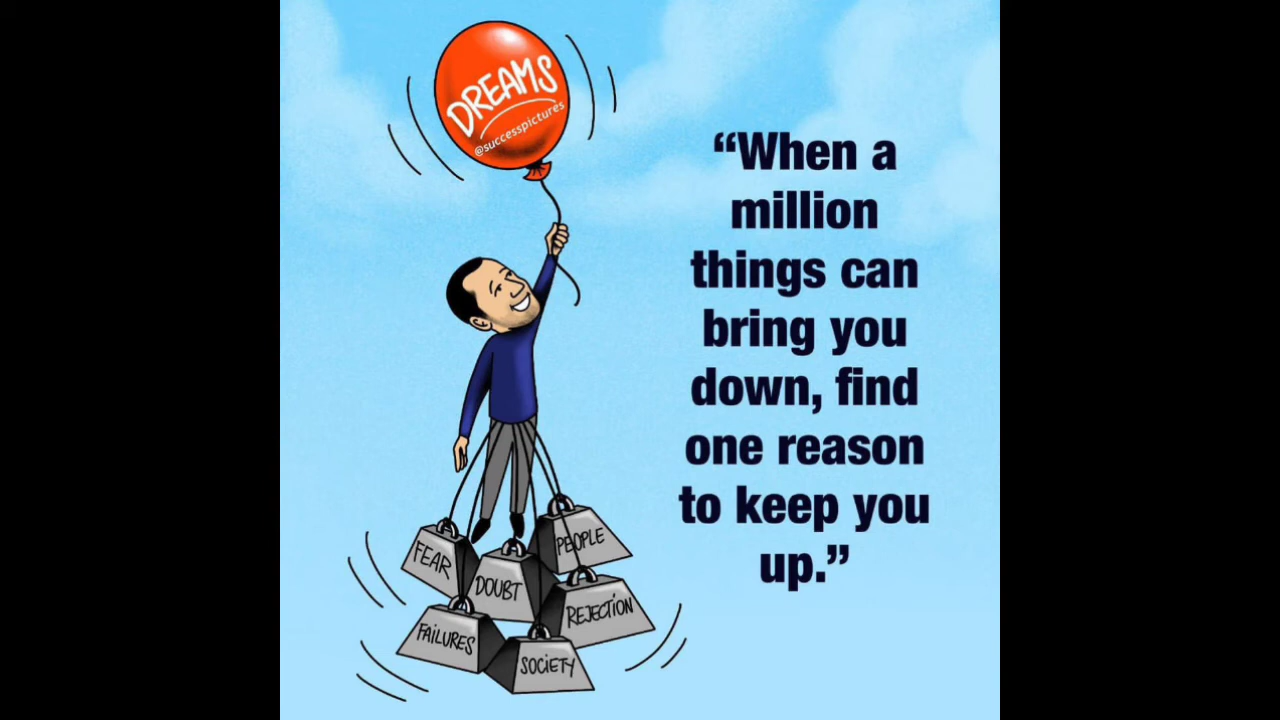 DREAMS
@successpictures
“When a
million
things can
bring you
down, find
one reason
to keep you
up.”
PEOPLE
FEAR
DOUBT
REJECTION
FAILURES
SOCIETY